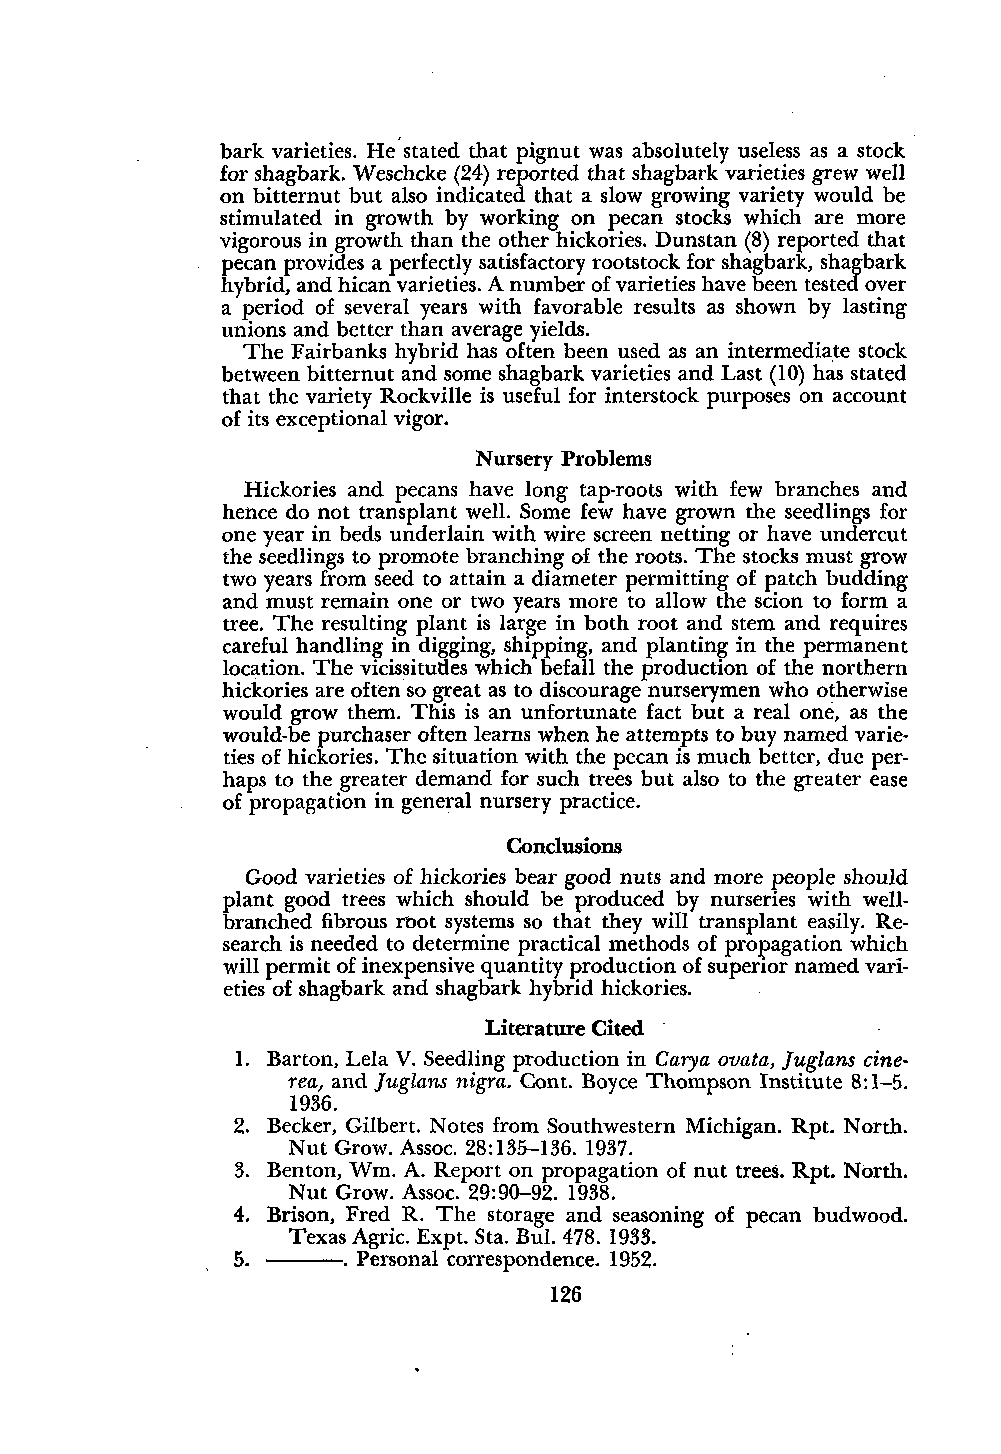 bark varieties. He stated that pignut was absolutely useless as a stock
for shagbark. Weschcke (24) reported that shagbark varieties grew well
on bitternut but also indicated that a slow growing variety would be
stimulated in growth by working on pecan stocks which are more
vigorous in growth than the other hickories. Dunstan (8) reported that
pecan provides a perfectly satisfactory rootstock for shagbark, shagbark
hybrid, and hican varieties. A number of varieties have been tested over
a period of several years with favorable results as shown by lasting
unions and better than average yields.
The Fairbanks hybrid has often been used as an intermediate stock
between bitternut and some shagbark varieties and Last (10) has stated
that the variety Rockville is useful for interstock purposes on account
of its exceptional vigor.
Nursery Problems
Hickories and pecans have long tap-roots with few branches and
hence do not transplant well. Some few have grown the seedlings for
one year in beds underlain with wire screen netting or have undercut
the seedlings to promote branching of the roots. The stocks must grow
two years from seed to attain a diameter permitting of patch budding
and must remain one or two years more to allow the scion to form a
tree. The resulting plant is large in both root and stem and requires
careful handling in digging, shipping, and planting in the permanent
location. The vicissitudes which befall the production of the northern
hickories are often so great as to discourage nurserymen who otherwise
would grow them. This is an unfortunate fact but a real one, as the
would-be purchaser often learns when he attempts to buy named varie-
ties of hickories. The situation with the pecan is much better, due per-
haps to the greater demand for such trees but also to the greater ease
of propagation in general nursery practice.
Conclusions
Good varieties of hickories bear good nuts and more people should
plant good trees which should be produced by nurseries with well-
branched fibrous root systems so that they will transplant easily. Re-
search is needed to determine practical methods of propagation which
will permit of inexpensive quantity production of superior named vari-
eties of shagbark and shagbark hybrid hickories.
Literature Cited
1. Barton, Lela V. Seedling production in Carya ovata, Juglans cine-
rea, and Juglans nigra. Cont. Boyce Thompson Institute 8:1–5.
1936.
2. Becker, Gilbert. Notes from Southwestern Michigan. Rpt. North.
Nut Grow. Assoc. 28:135–136. 1937.
3. Benton, Wm. A. Report on propagation of nut trees. Rpt. North.
Nut Grow. Assoc. 29:90–92. 1938.
4. Brison, Fred R. The storage and seasoning of pecan budwood.
Texas Agric. Expt. Sta. Bul. 478. 1933.
5. ———. Personal correspondence. 1952.
126